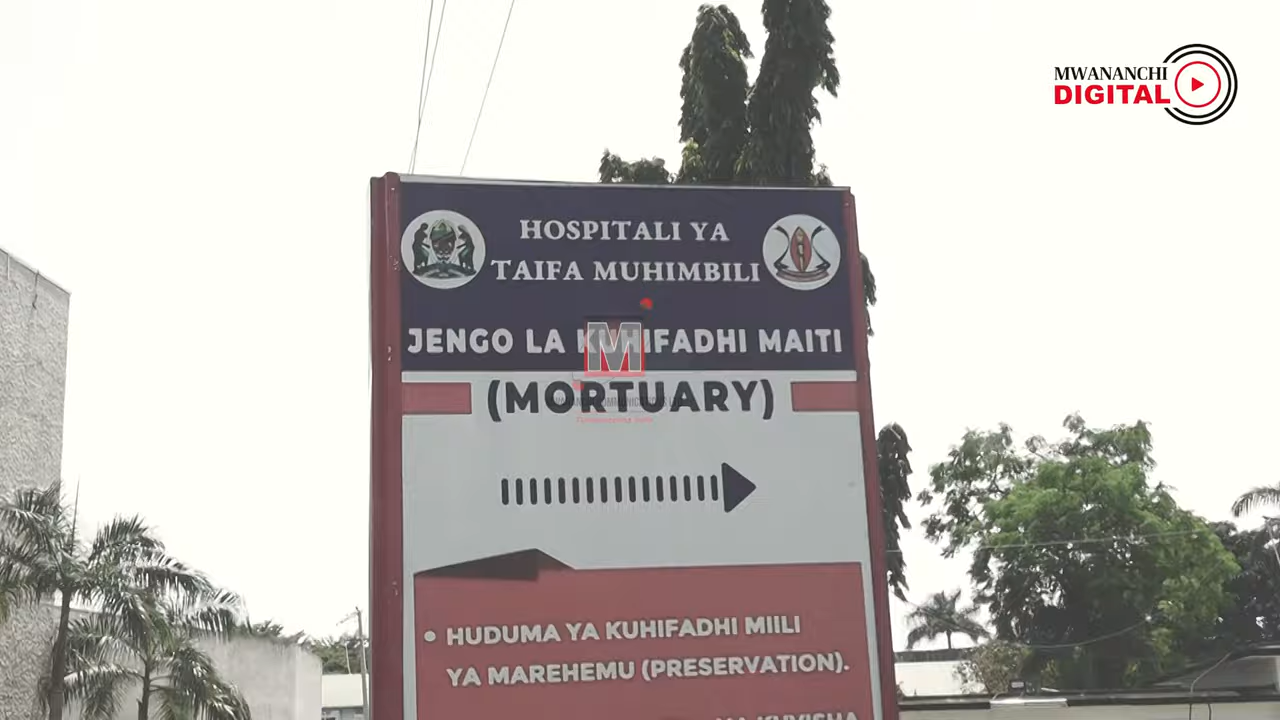 MWANANCHI
DIGITAL
HOSPITALI YA
TAIFA MUHIMBILI
JENGO LA KUHIFADHI MAITI
M
(MORTUARY)
• HUDUMA YA KUHIFADHI MIILI
YA MAREHEMU (PRESERVATION).